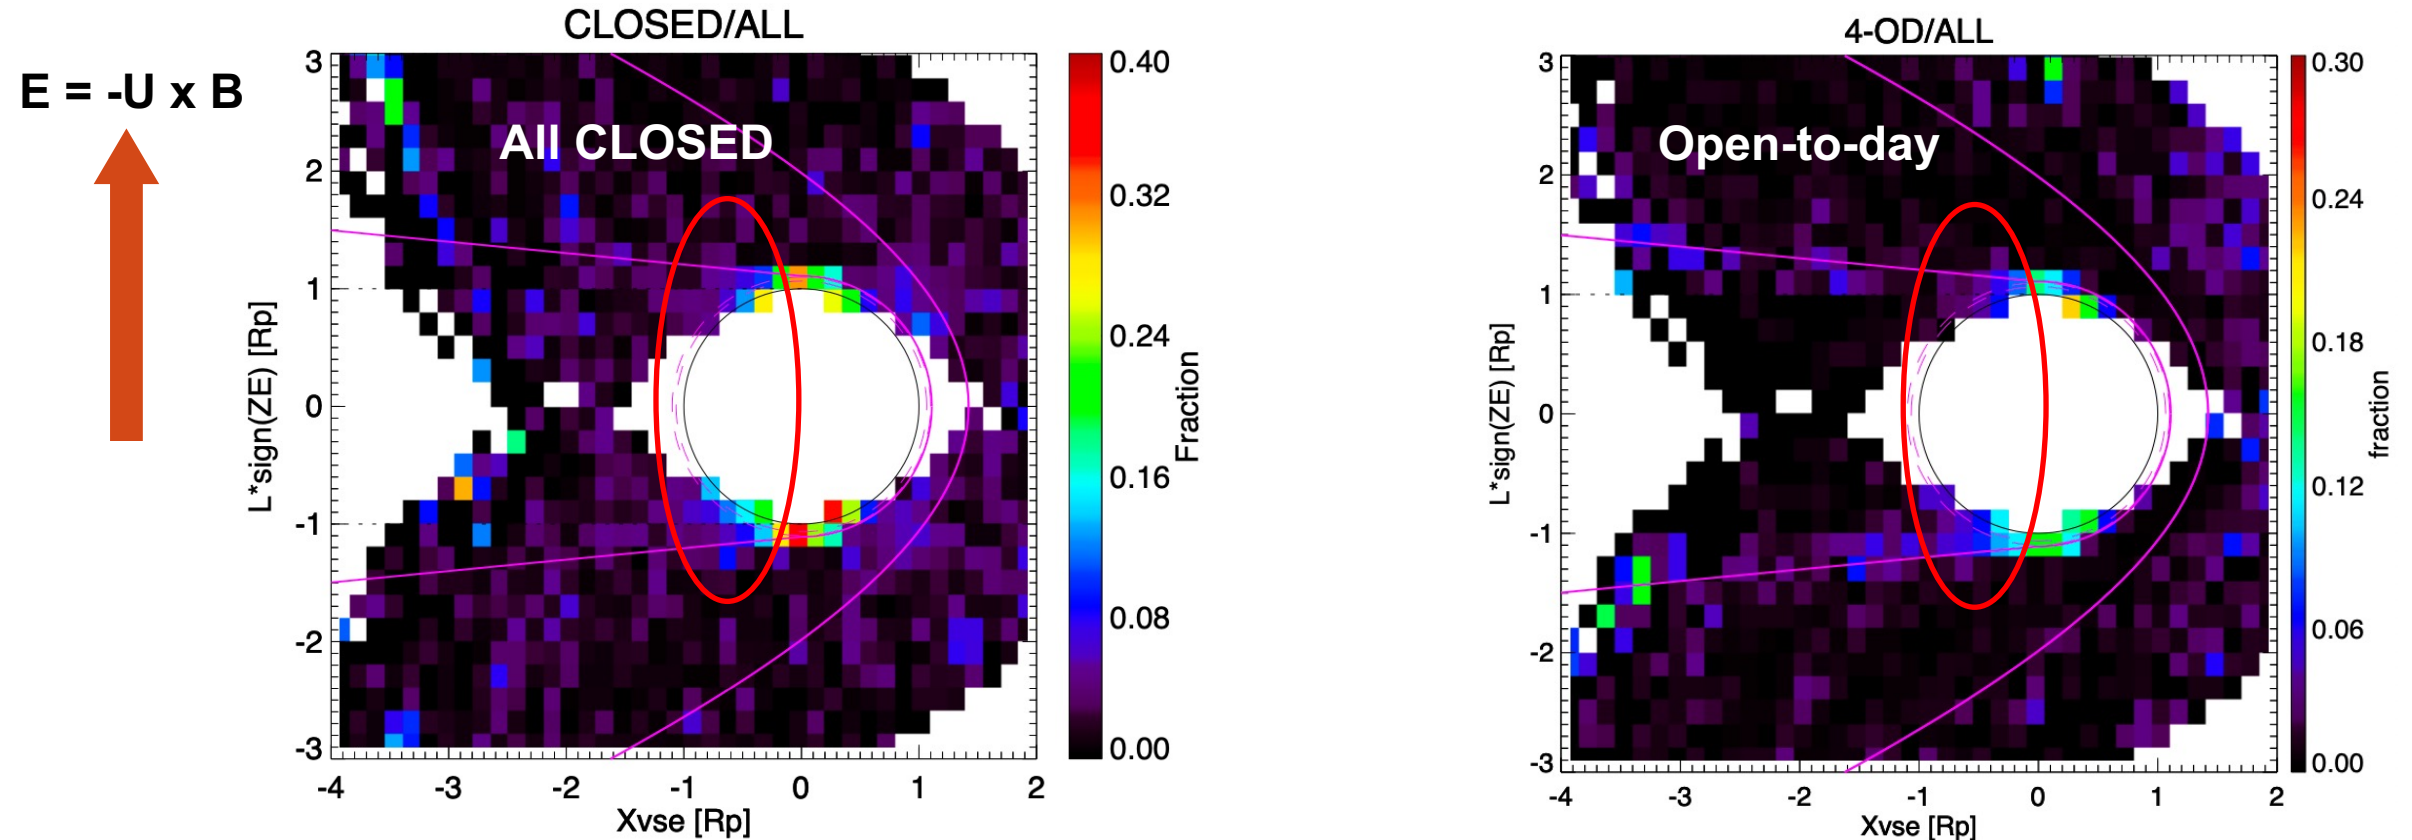 E = -U x B
CLOSED/ALL
All CLOSED
3
2
1
0
-1
-2
-3
L*sign(ZE) [Rp]
-4 -3 -2 -1 0 1 2
Xvse [Rp]
0.40
0.32
0.24
0.16
0.08
0.00
Fraction
4-OD/ALL
Open-to-day
3
2
1
0
-1
-2
-3
L*sign(ZE) [Rp]
-4 -3 -2 -1 0 1 2
Xvse [Rp]
0.30
0.24
0.18
0.12
0.06
0.00
fraction